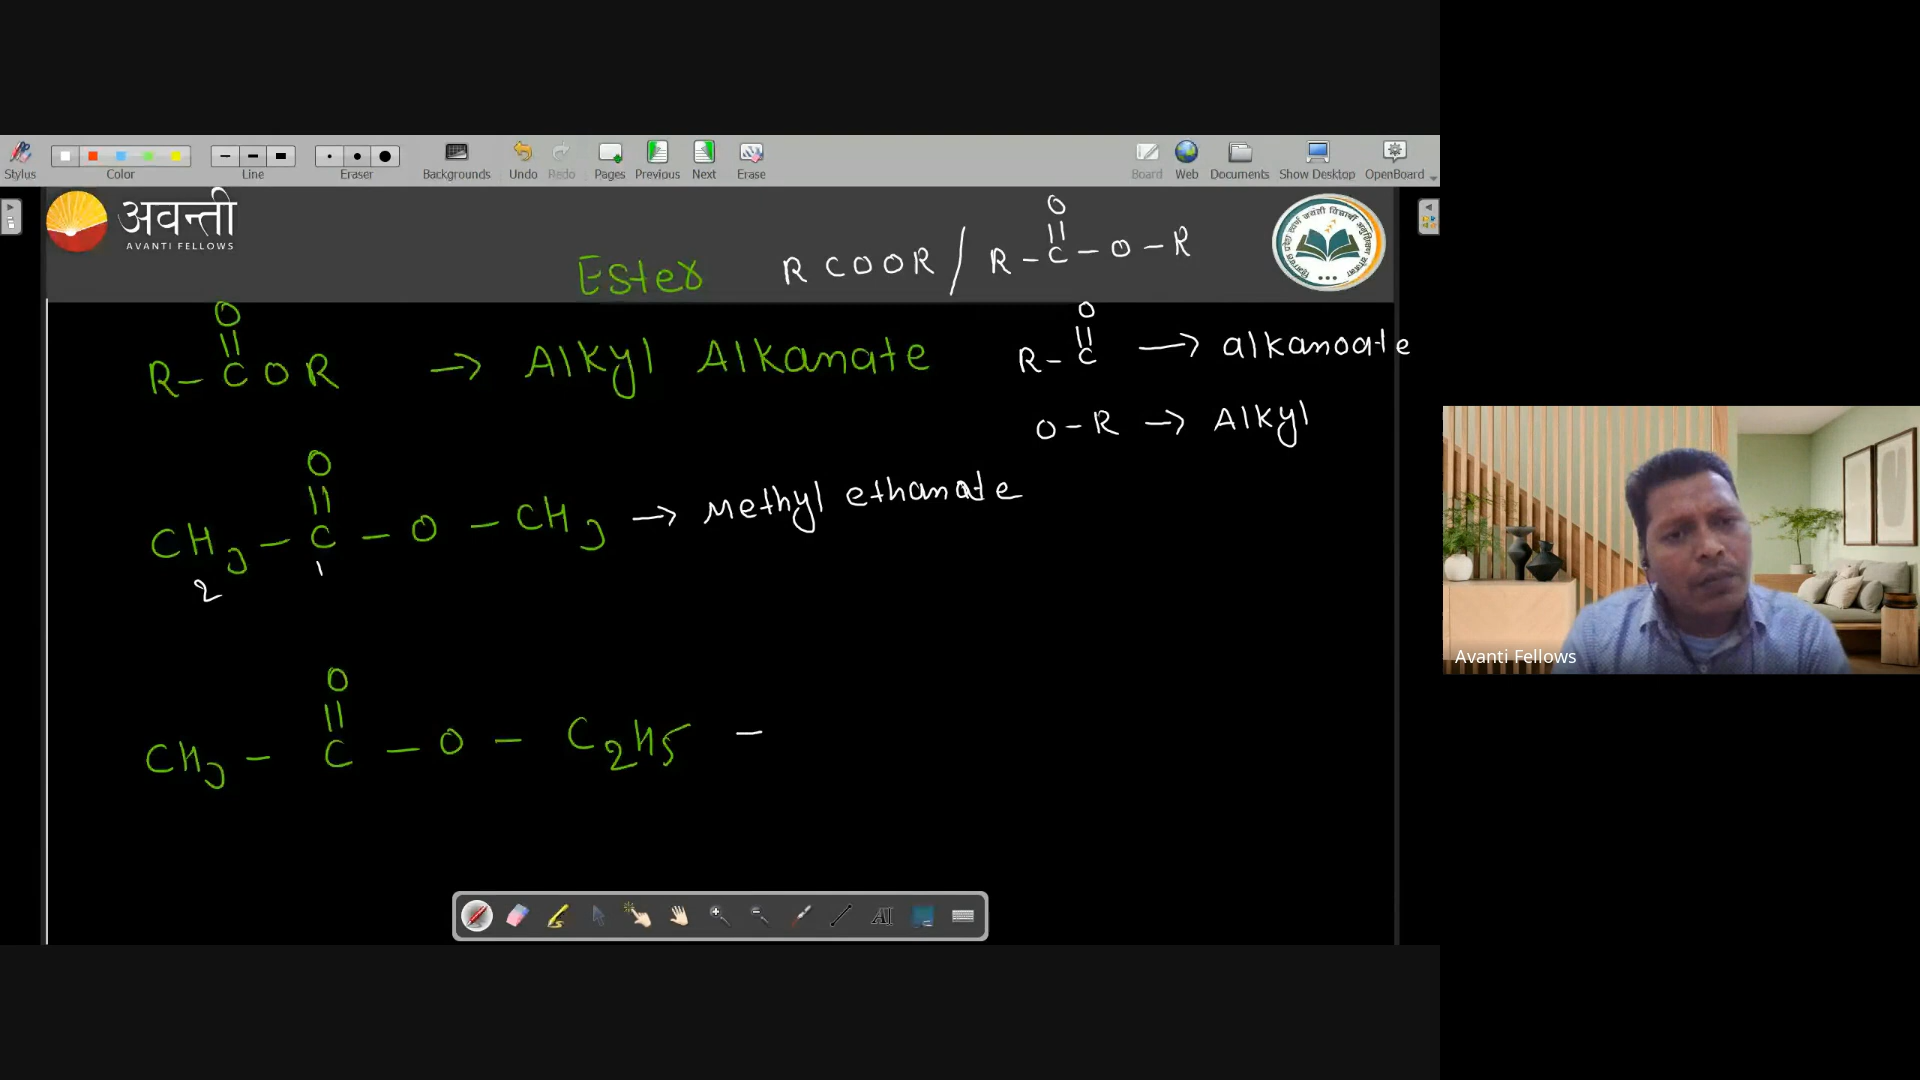 Stylus Color Line Eraser Backgrounds Undo Redo Pages Previous Next Erase Board Web Documents Show Desktop OpenBoard
अवन्ती
AVANTI FELLOWS
Ester RCOOR / R-C-O-R
O
||
O
||
R-COR → Alkyl Alkanate
O
||
R-C → alkanoate
O-R → Alkyl
O
||
CH3-C-O-CH3 → Methyl ethanate
2 1
O
||
CH3-C-O-C2H5 -
Avanti Fellows